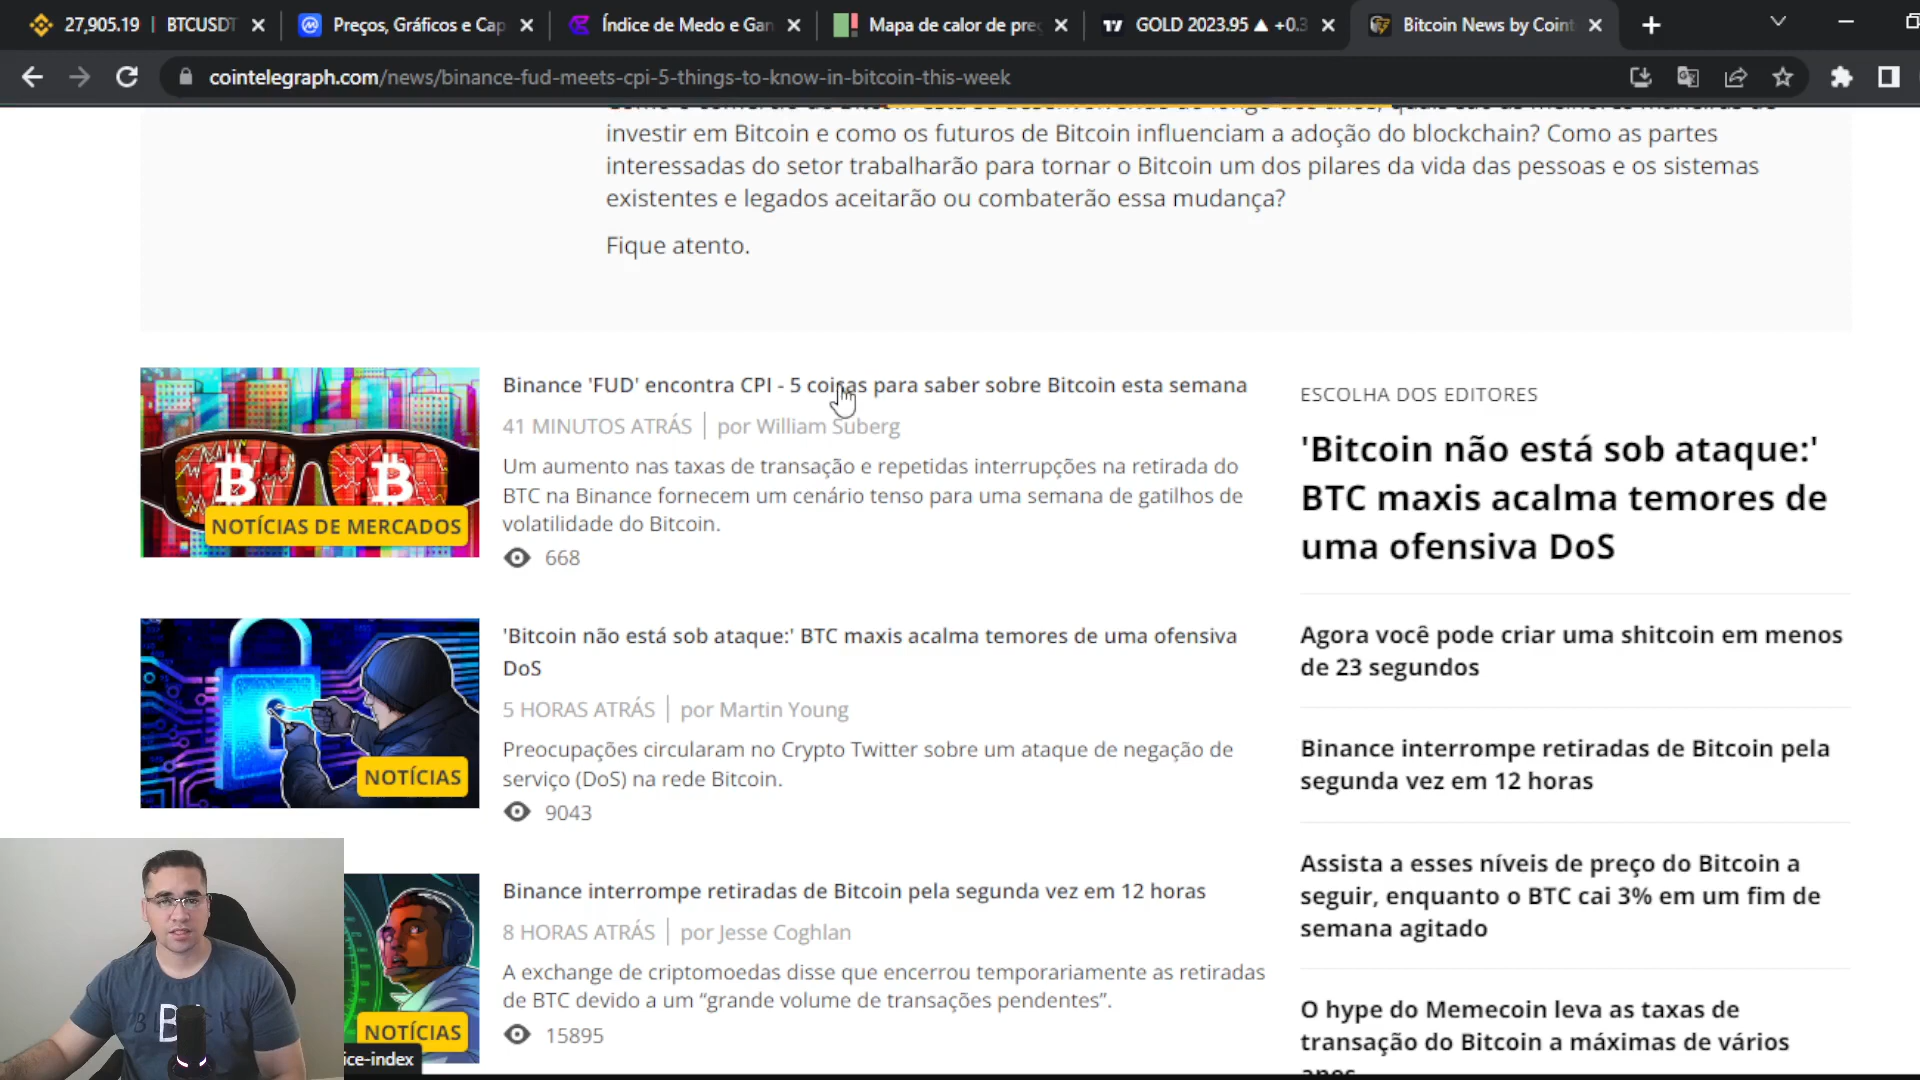 27,905.19 | BTCUSDT
Preços, Gráficos e Cap
Índice de Medo e Gan
Mapa de calor de pre
GOLD 2023.95 ▲ +0.3
Bitcoin News by Coint
cointelegraph.com/news/binance-fud-meets-cpi-5-things-to-know-in-bitcoin-this-week
investir em Bitcoin e como os futuros de Bitcoin influenciam a adoção do blockchain? Como as partes
interessadas do setor trabalharão para tornar o Bitcoin um dos pilares da vida das pessoas e os sistemas
existentes e legados aceitarão ou combaterão essa mudança?
Fique atento.
Binance 'FUD' encontra CPI - 5 coisas para saber sobre Bitcoin esta semana
41 MINUTOS ATRÁS | por William Suberg
Um aumento nas taxas de transação e repetidas interrupções na retirada do
BTC na Binance fornecem um cenário tenso para uma semana de gatilhos de
volatilidade do Bitcoin.
668
NOTÍCIAS DE MERCADOS
'Bitcoin não está sob ataque:' BTC maxis acalma temores de uma ofensiva
DoS
5 HORAS ATRÁS | por Martin Young
Preocupações circularam no Crypto Twitter sobre um ataque de negação de
serviço (DoS) na rede Bitcoin.
9043
NOTÍCIAS
Binance interrompe retiradas de Bitcoin pela segunda vez em 12 horas
8 HORAS ATRÁS | por Jesse Coghlan
A exchange de criptomoedas disse que encerrou temporariamente as retiradas
de BTC devido a um “grande volume de transações pendentes”.
15895
NOTÍCIAS
ice-index
ESCOLHA DOS EDITORES
'Bitcoin não está sob ataque:'
BTC maxis acalma temores de
uma ofensiva DoS
Agora você pode criar uma shitcoin em menos
de 23 segundos
Binance interrompe retiradas de Bitcoin pela
segunda vez em 12 horas
Assista a esses níveis de preço do Bitcoin a
seguir, enquanto o BTC cai 3% em um fim de
semana agitado
O hype do Memecoin leva as taxas de
transação do Bitcoin a máximas de vários
anos